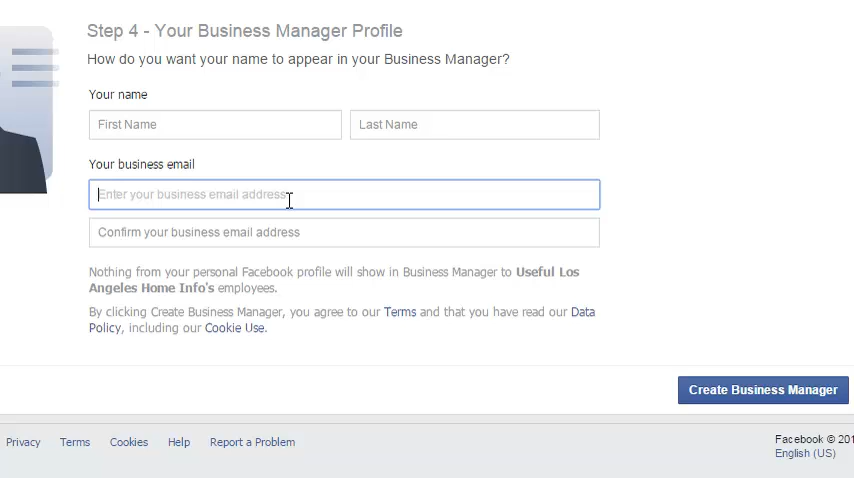 Step 4 - Your Business Manager Profile
How do you want your name to appear in your Business Manager?
Your name
First Name Last Name
Your business email
Enter your business email address
Confirm your business email address
Nothing from your personal Facebook profile will show in Business Manager to Useful Los
Angeles Home Info's employees.
By clicking Create Business Manager, you agree to our Terms and that you have read our Data
Policy, including our Cookie Use.
Create Business Manager
Privacy Terms Cookies Help Report a Problem
Facebook © 201
English (US)